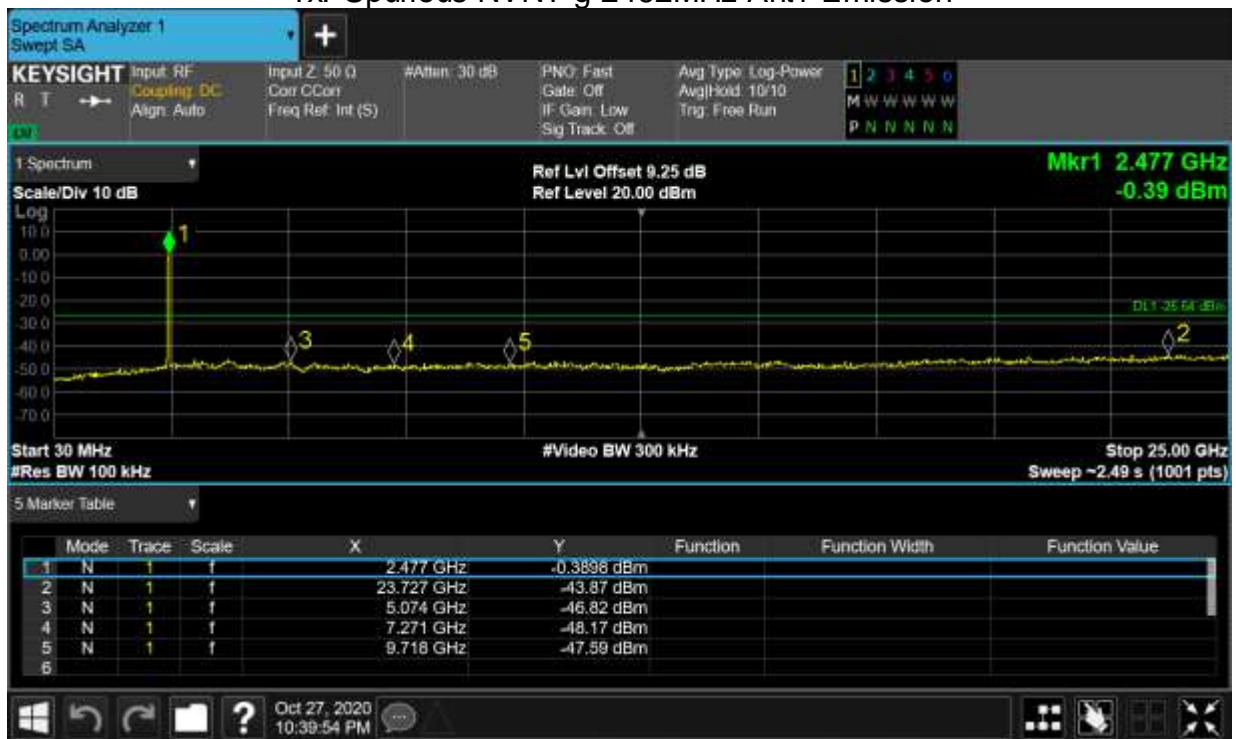 Spectrum Analyzer 1
Swept SA
+
KEYSIGHT
R T
Input: RF
Coupling: DC
Align: Auto
Input Z: 50 Ω
Corr CCorr
Freq Ref: Int (S)
#Atten: 30 dB
PNO: Fast
Gate: Off
IF Gain: Low
Sig Track: Off
Avg Type: Log-Power
Avg|Hold: 10/10
Trig: Free Run
1 2 3 4 5 6
M W W W W W
P N N N N N
1 Spectrum
Scale/Div 10 dB
Ref Lvl Offset 9.25 dB
Ref Level 20.00 dBm
Mkr1 2.477 GHz
-0.39 dBm
Log
10.0
0.00
-10.0
-20.0
-30.0
-40.0
-50.0
-60.0
-70.0
1
3
4
5
2
Start 30 MHz
#Res BW 100 kHz
#Video BW 300 kHz
Stop 25.00 GHz
Sweep ~2.49 s (1001 pts)
5 Marker Table
Mode Trace Scale X Y Function Function Width Function Value
1 N 1 f 2.477 GHz -0.3898 dBm
2 N 1 f 23.727 GHz -43.87 dBm
3 N 1 f 5.074 GHz -46.82 dBm
4 N 1 f 7.271 GHz -48.17 dBm
5 N 1 f 9.718 GHz -47.59 dBm
6
?
Oct 27, 2020
10:39:54 PM